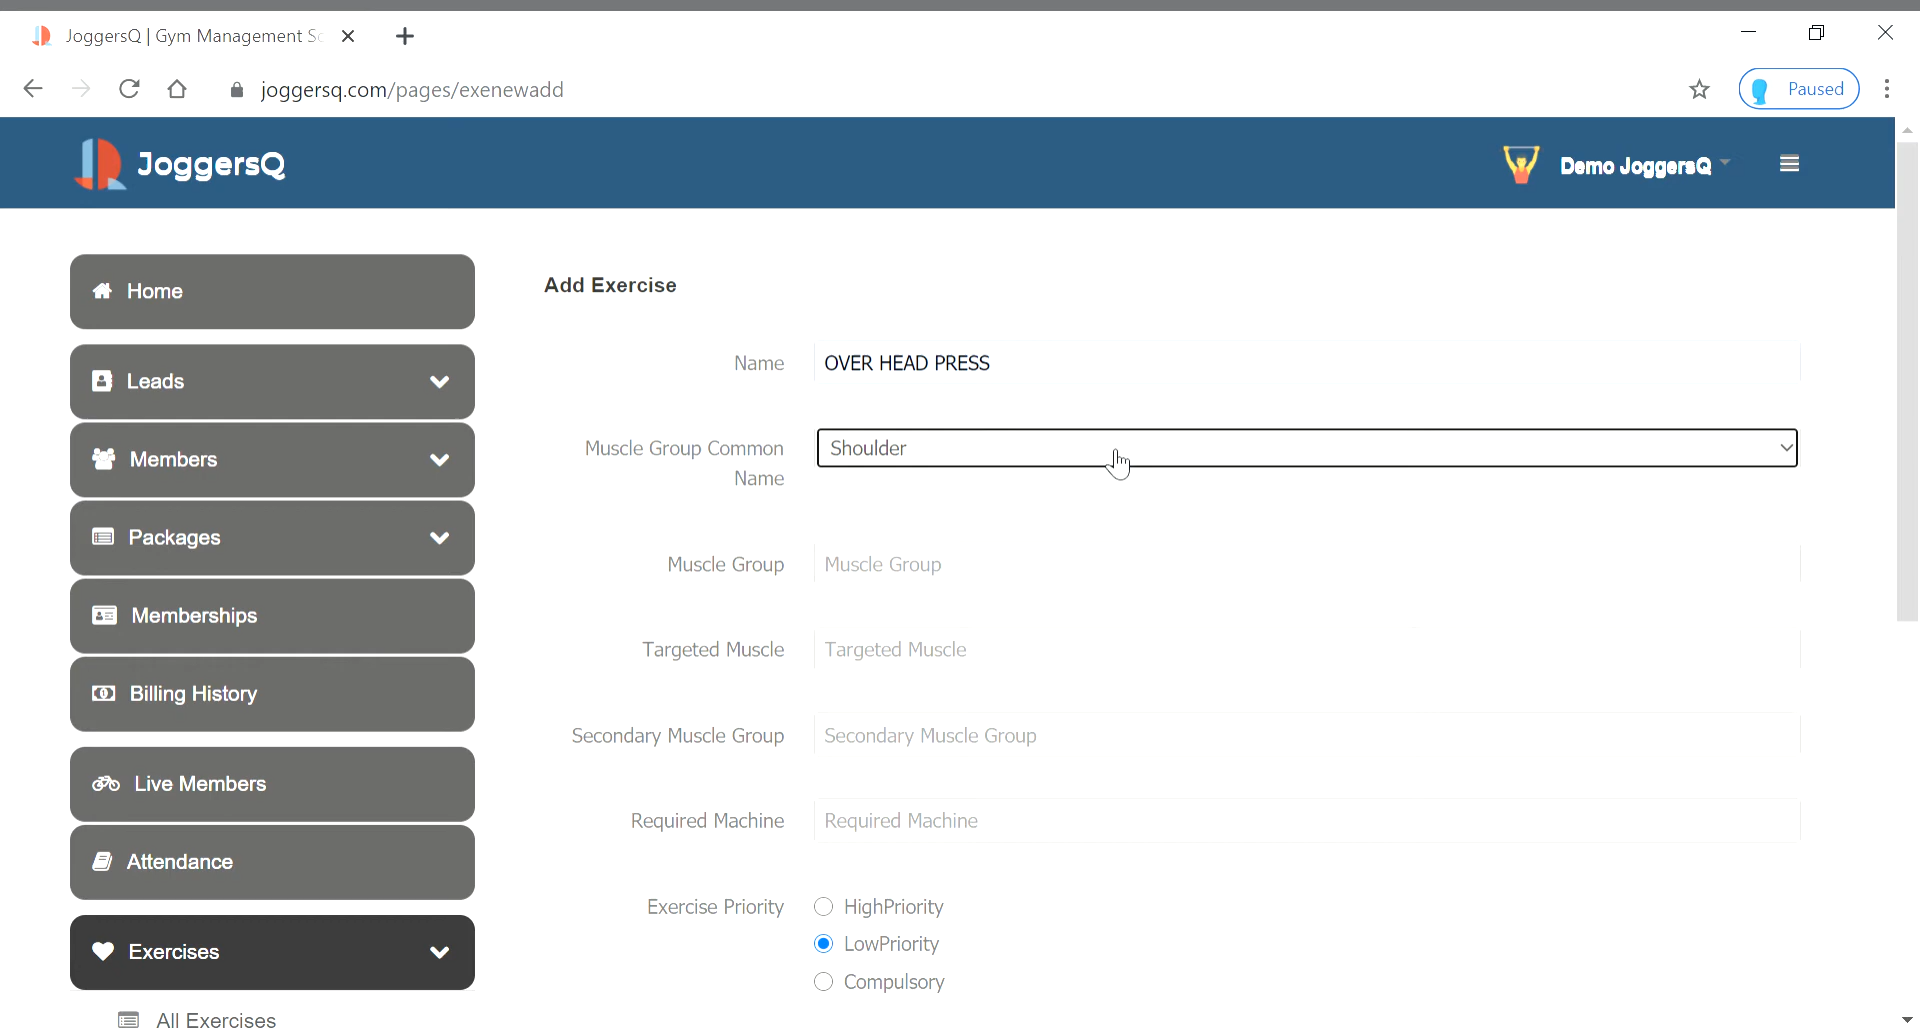 JoggersQ | Gym Management So
joggersq.com/pages/exenewadd
Paused
JoggersQ
Demo JoggersQ
Home
Add Exercise
Name OVER HEAD PRESS
Leads
Muscle Group Common Name Shoulder
Members
Packages
Muscle Group Muscle Group
Memberships
Targeted Muscle Targeted Muscle
Billing History
Secondary Muscle Group Secondary Muscle Group
Live Members
Required Machine Required Machine
Attendance
Exercise Priority HighPriority
LowPriority
Exercises
Compulsory
All Exercises